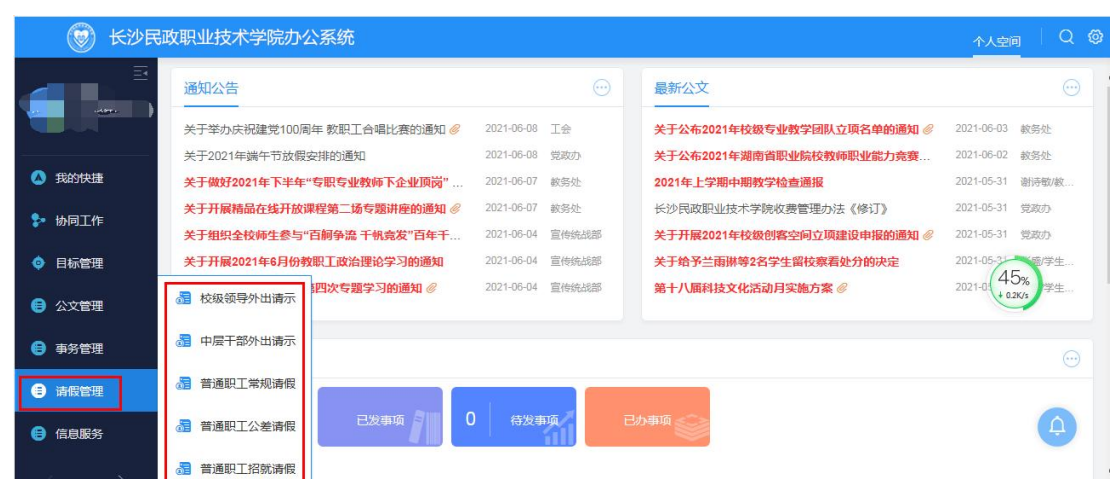 长沙民政职业技术学院办公系统
个人空间
通知公告
关于举办庆祝建党100周年 教职工合唱比赛的通知 2021-06-08 工会
关于2021年端午节放假安排的通知 2021-06-08 党政办
关于做好2021年下半年“专职专业教师下企业顶岗” ... 2021-06-07 教务处
关于开展精品在线开放课程第二场专题讲座的通知 2021-06-07 教务处
关于组织全校师生参与“百舸争流 千帆竞发”百年千... 2021-06-04 宣传统战部
关于开展2021年6月份教职工政治理论学习的通知 2021-06-04 宣传统战部
四次专题学习的通知 2021-06-04 宣传统战部
最新公文
关于公布2021年校级专业教学团队立项名单的通知 2021-06-03 教务处
关于公布2021年湖南省职业院校教师职业能力竞赛... 2021-06-02 教务处
2021年上学期中期教学检查通报 2021-05-31 谢诗敏/教...
长沙民政职业技术学院收费管理办法《修订》 2021-05-31 党政办
关于开展2021年校级创客空间立项建设申报的通知 2021-05-31 党政办
关于给予兰雨琳等2名学生留校察看处分的决定 2021-05-31 /学生...
第十八届科技文化活动月实施方案 2021-0 学生...
45%
0.2K/s
我的快捷
协同工作
目标管理
公文管理
事务管理
请假管理
信息服务
校级领导外出请示
中层干部外出请示
普通职工常规请假
普通职工公差请假
普通职工招就请假
已发事项
0 待发事项
已办事项